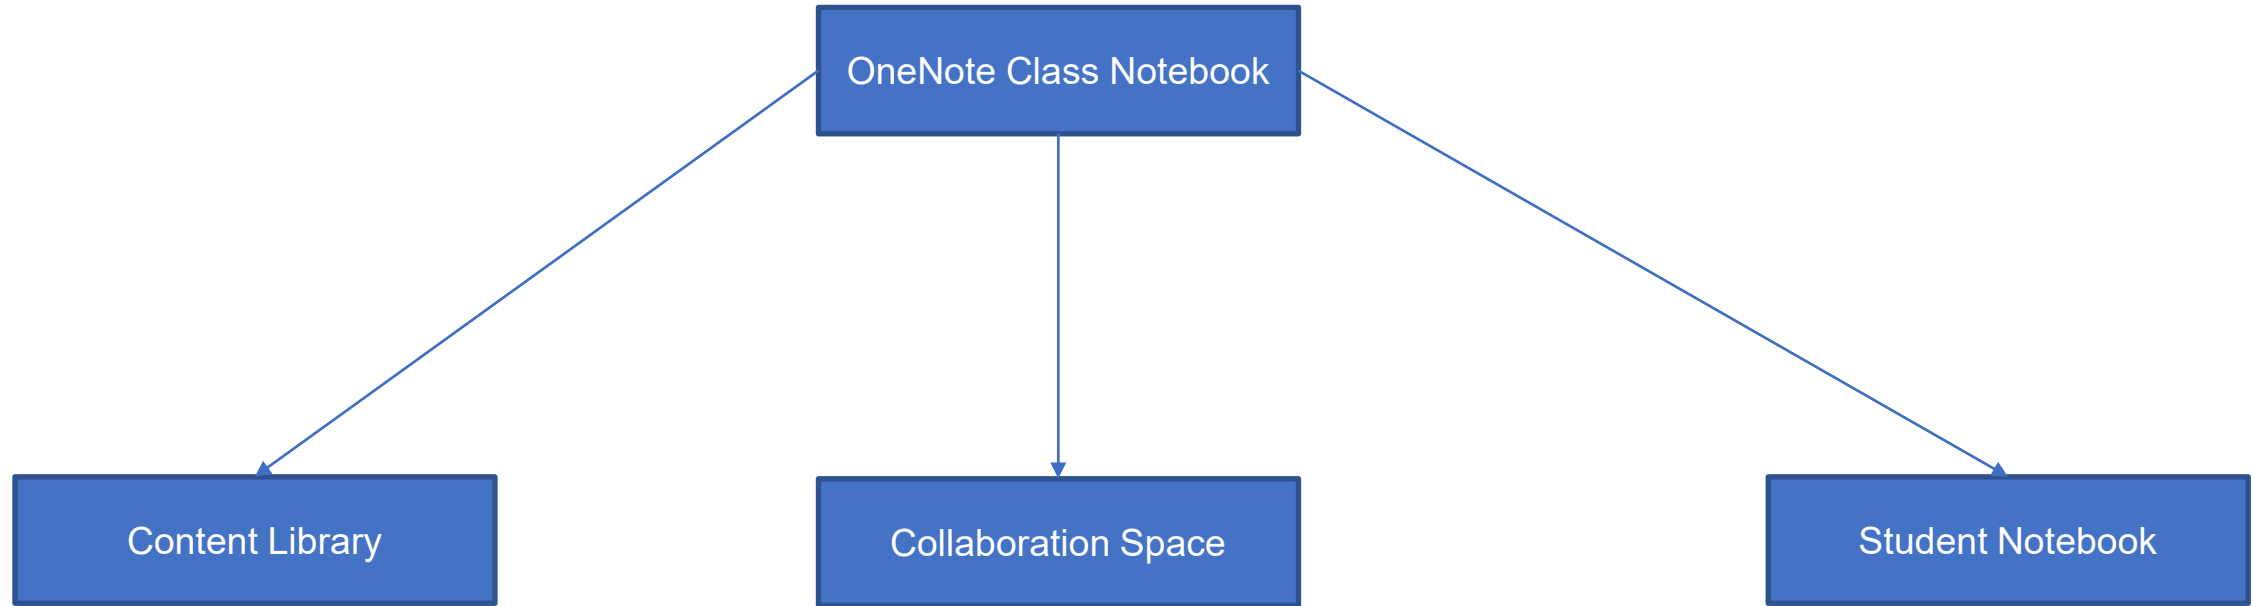 OneNote Class Notebook
Content Library
Collaboration Space
Student Notebook